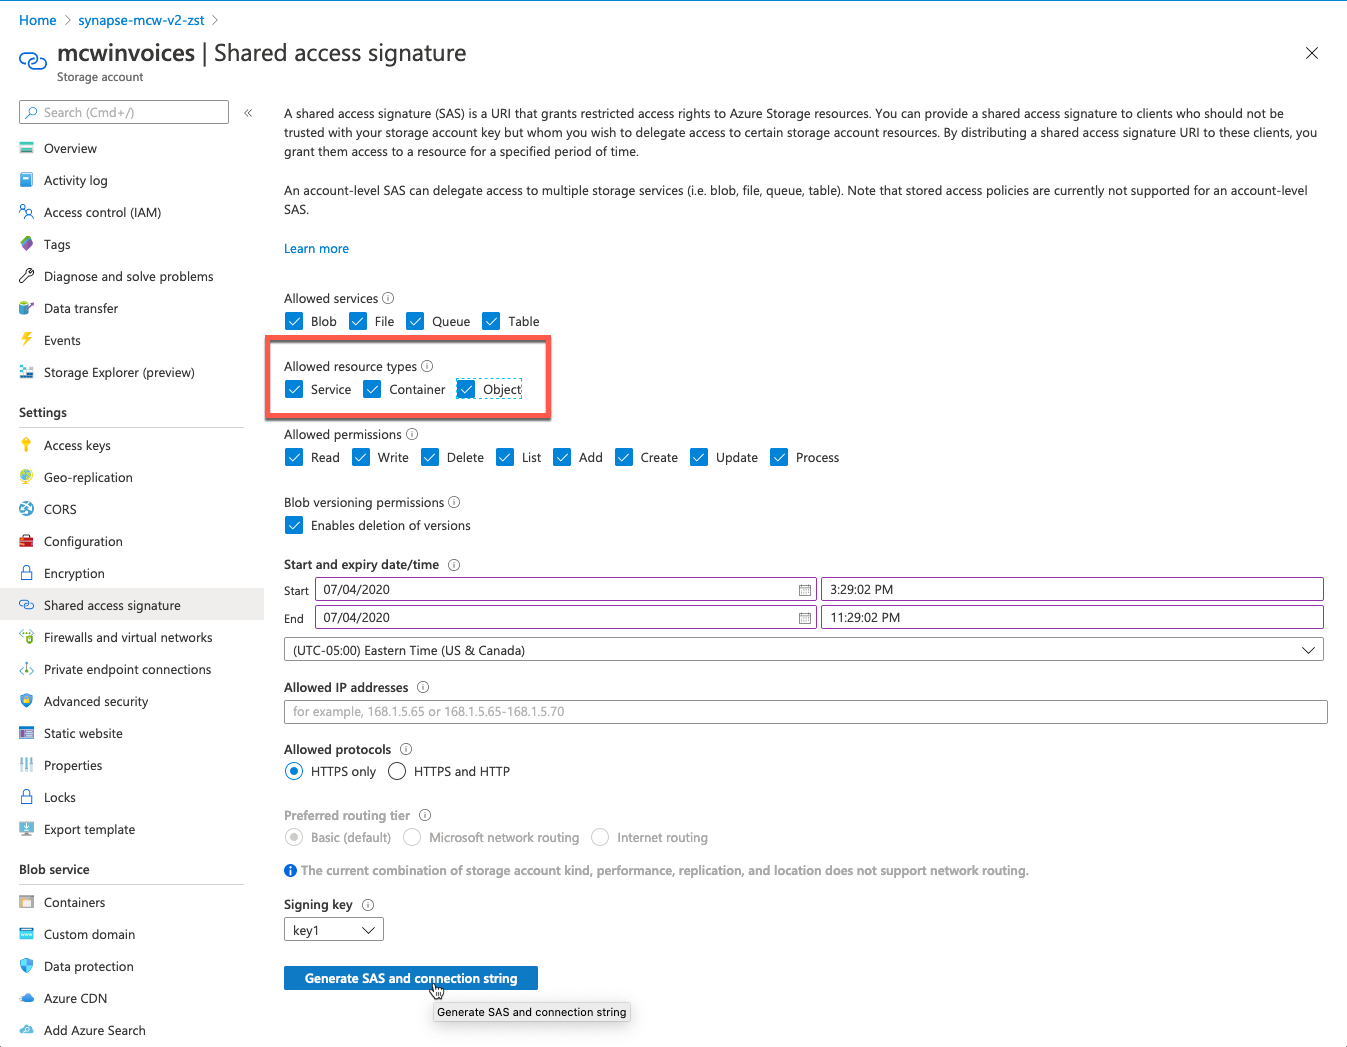 Home > synapse-mcw-v2-zst >
mcwinvoices | Shared access signature
Storage account
Search (Cmd+/)
«
Overview
Activity log
Access control (IAM)
Tags
Diagnose and solve problems
Data transfer
Events
Storage Explorer (preview)
Settings
Access keys
Geo-replication
CORS
Configuration
Encryption
Shared access signature
Firewalls and virtual networks
Private endpoint connections
Advanced security
Static website
Properties
Locks
Export template
Blob service
Containers
Custom domain
Data protection
Azure CDN
Add Azure Search
A shared access signature (SAS) is a URI that grants restricted access rights to Azure Storage resources. You can provide a shared access signature to clients who should not be
trusted with your storage account key but whom you wish to delegate access to certain storage account resources. By distributing a shared access signature URI to these clients, you
grant them access to a resource for a specified period of time.
An account-level SAS can delegate access to multiple storage services (i.e. blob, file, queue, table). Note that stored access policies are currently not supported for an account-level
SAS.
Learn more
Allowed services
Blob File Queue Table
Allowed resource types
Service Container Object
Allowed permissions
Read Write Delete List Add Create Update Process
Blob versioning permissions
Enables deletion of versions
Start and expiry date/time
Start 07/04/2020 3:29:02 PM
End 07/04/2020 11:29:02 PM
(UTC-05:00) Eastern Time (US & Canada)
Allowed IP addresses
for example, 168.1.5.65 or 168.1.5.65-168.1.5.70
Allowed protocols
HTTPS only HTTPS and HTTP
Preferred routing tier
Basic (default) Microsoft network routing Internet routing
The current combination of storage account kind, performance, replication, and location does not support network routing.
Signing key
key1
Generate SAS and connection string
Generate SAS and connection string